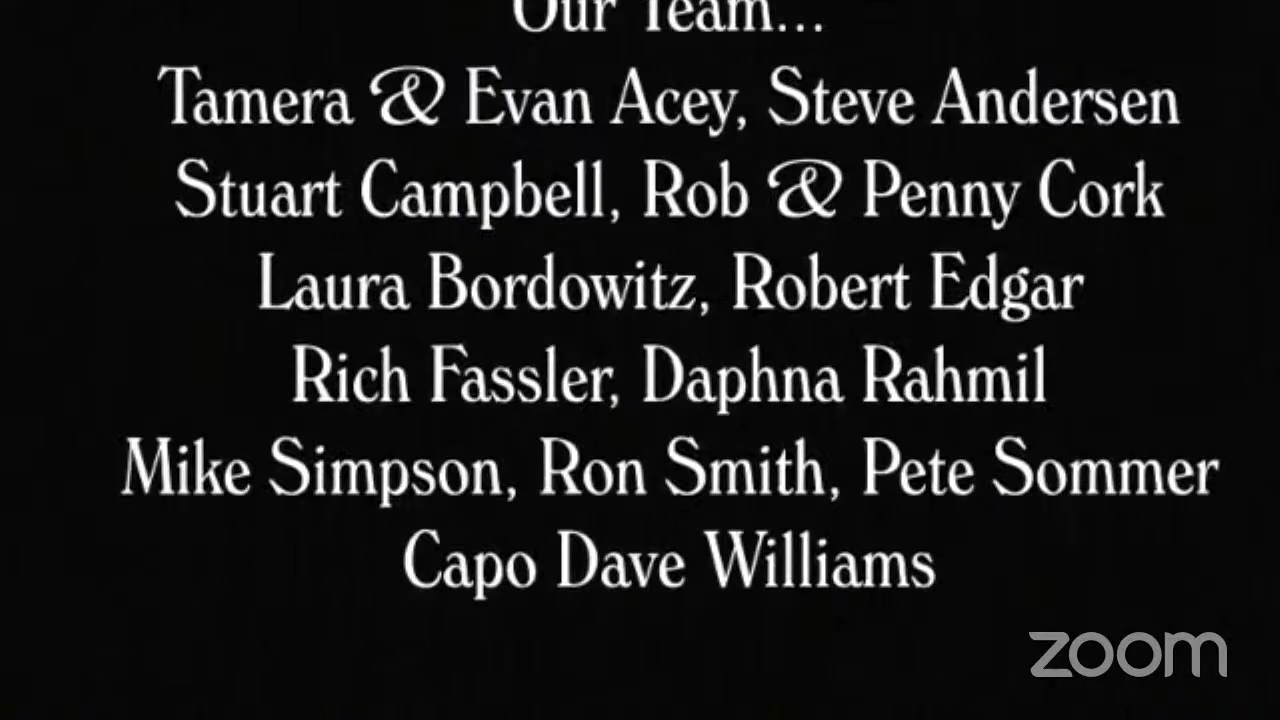 Our Team...
Tamera & Evan Acey, Steve Andersen
Stuart Campbell, Rob & Penny Cork
Laura Bordowitz, Robert Edgar
Rich Fassler, Daphna Rahmil
Mike Simpson, Ron Smith, Pete Sommer
Capo Dave Williams
zoom